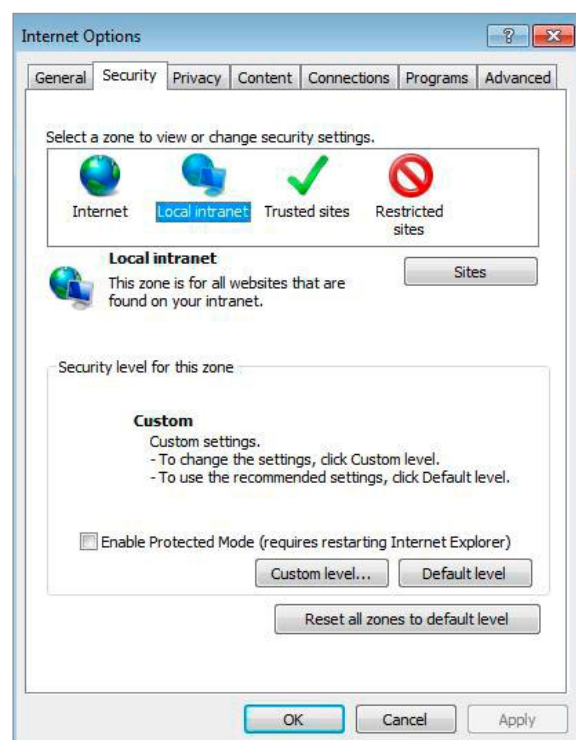 Internet Options
General Security Privacy Content Connections Programs Advanced
Select a zone to view or change security settings.
Internet Local intranet Trusted sites Restricted
sites
Local intranet
This zone is for all websites that are
found on your intranet.
Sites
Security level for this zone
Custom
Custom settings.
- To change the settings, click Custom level.
- To use the recommended settings, click Default level.
Enable Protected Mode (requires restarting Internet Explorer)
Custom level... Default level
Reset all zones to default level
OK Cancel Apply